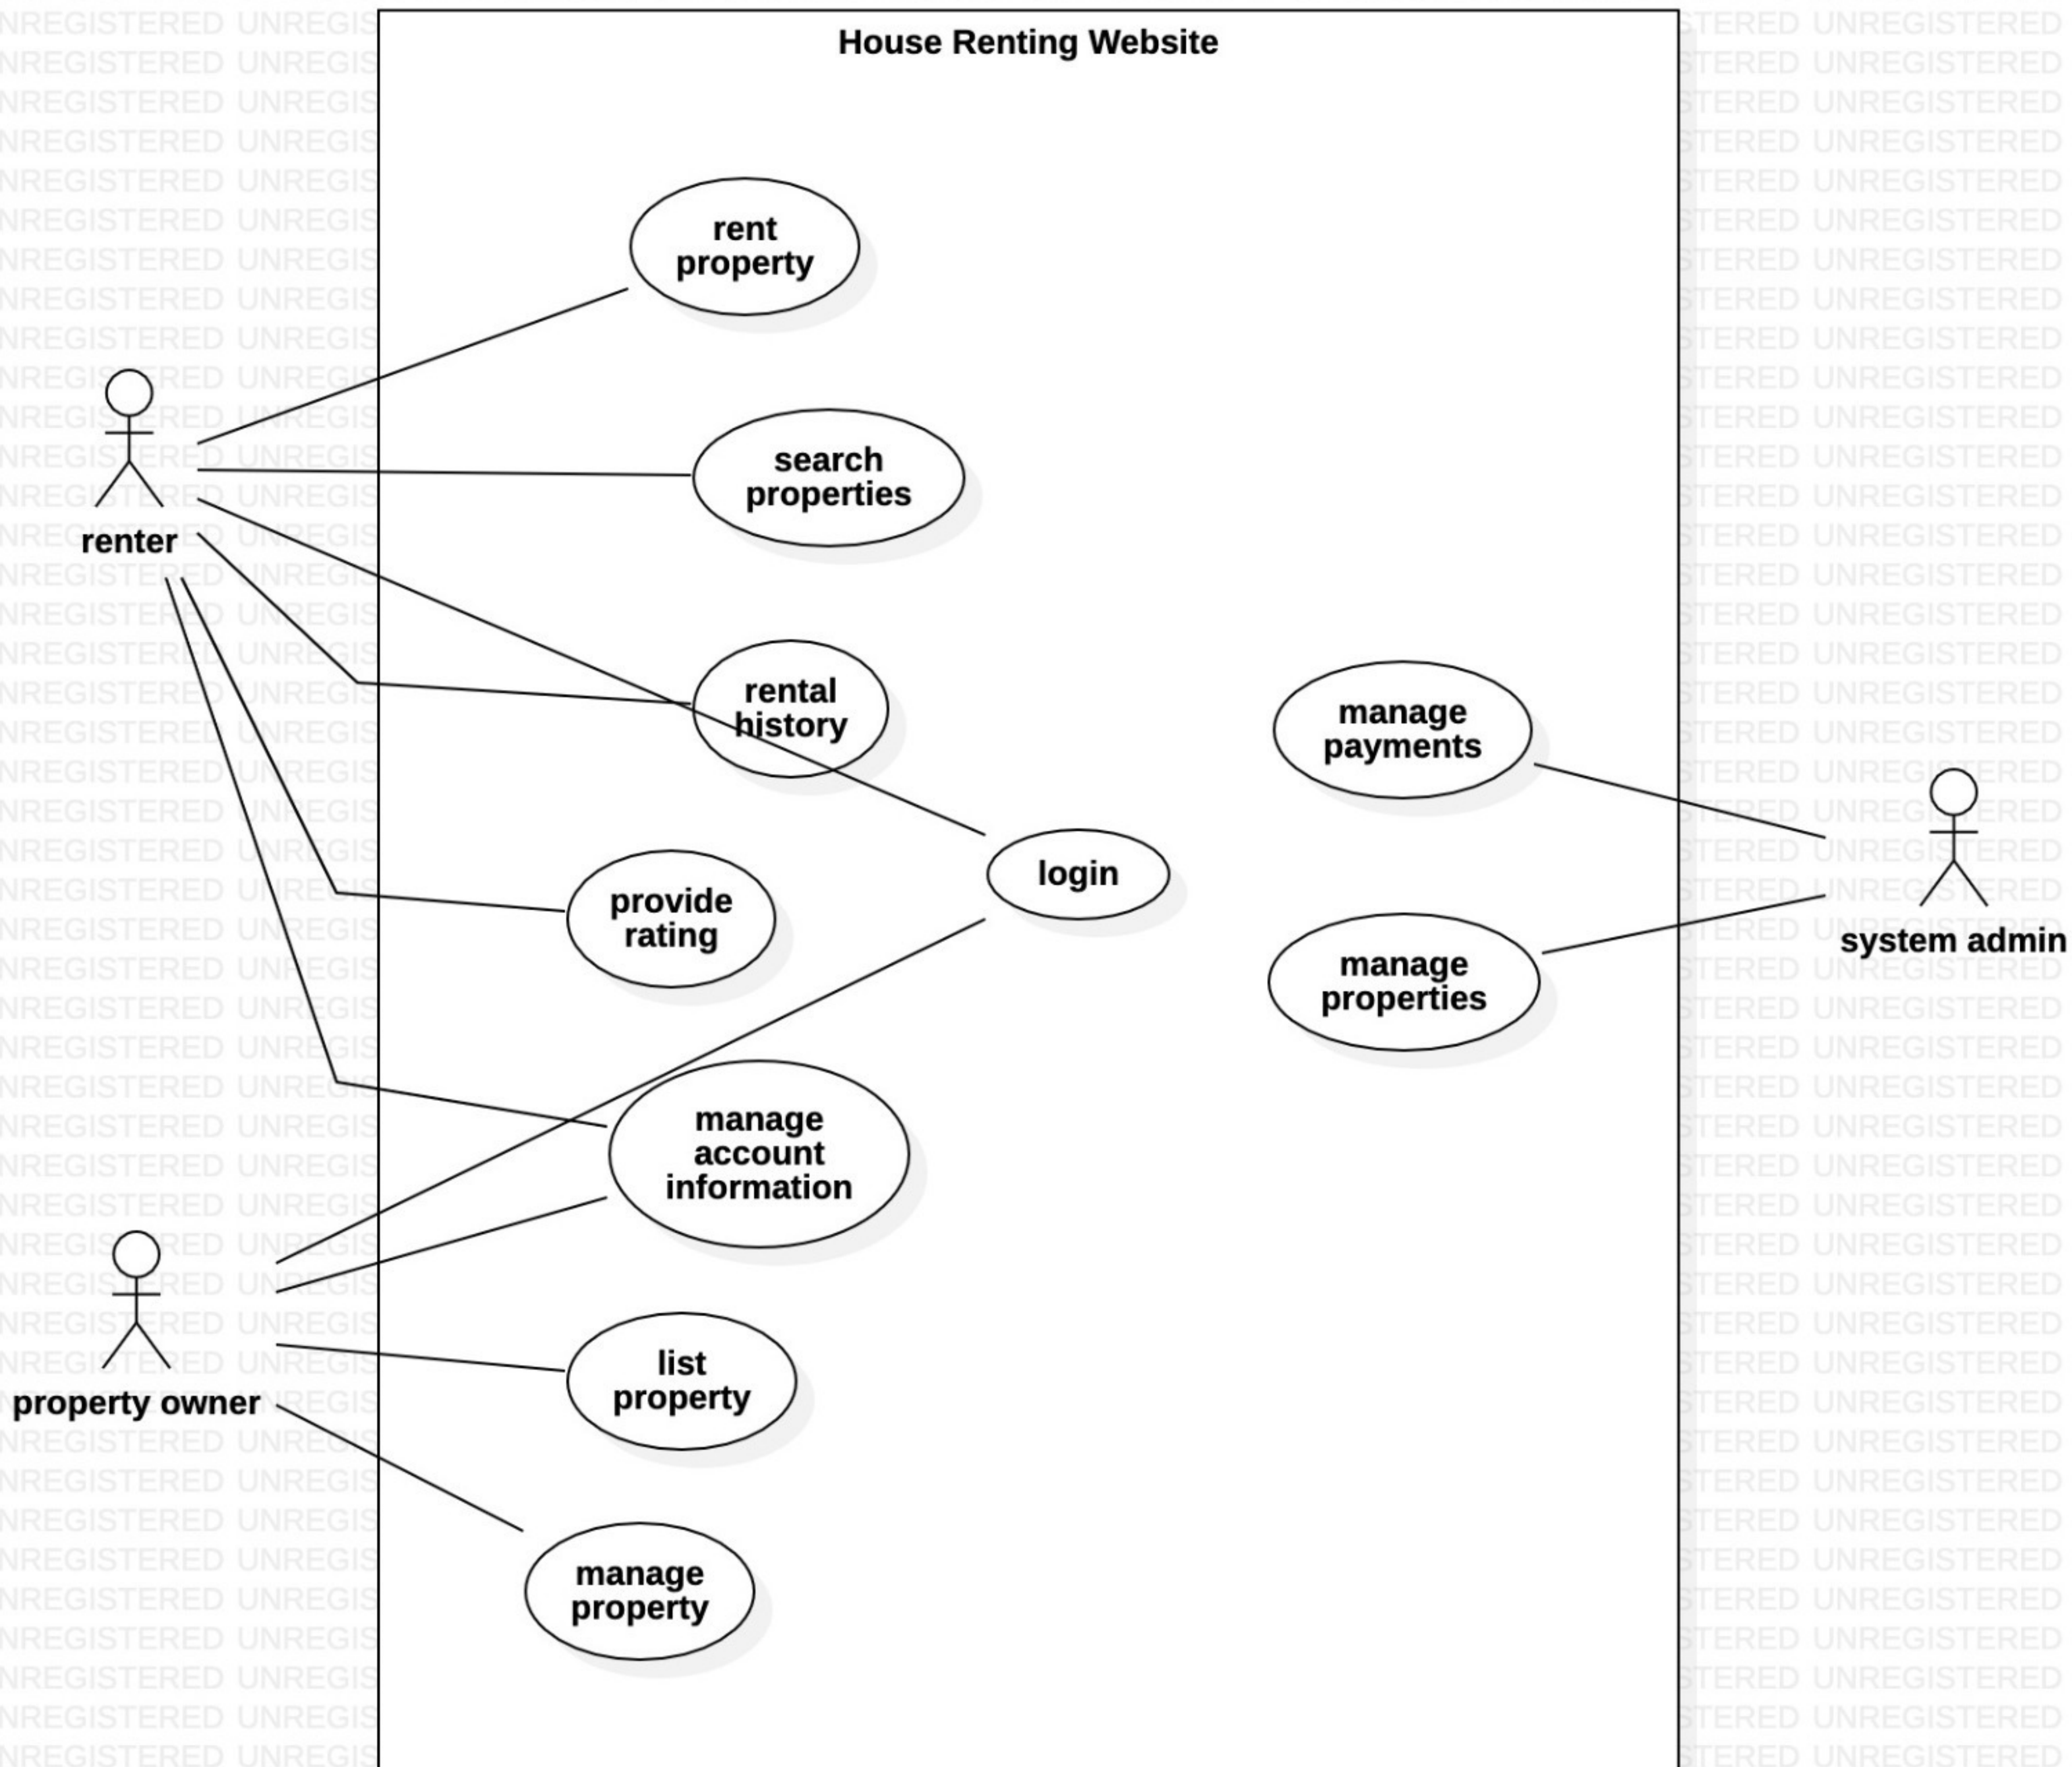 House Renting Website
rent
property
search
properties
renter
rental
history
manage
payments
login
provide
rating
system admin
manage
properties
manage
account
information
list
property
property owner
manage
property
UNREGISTERED